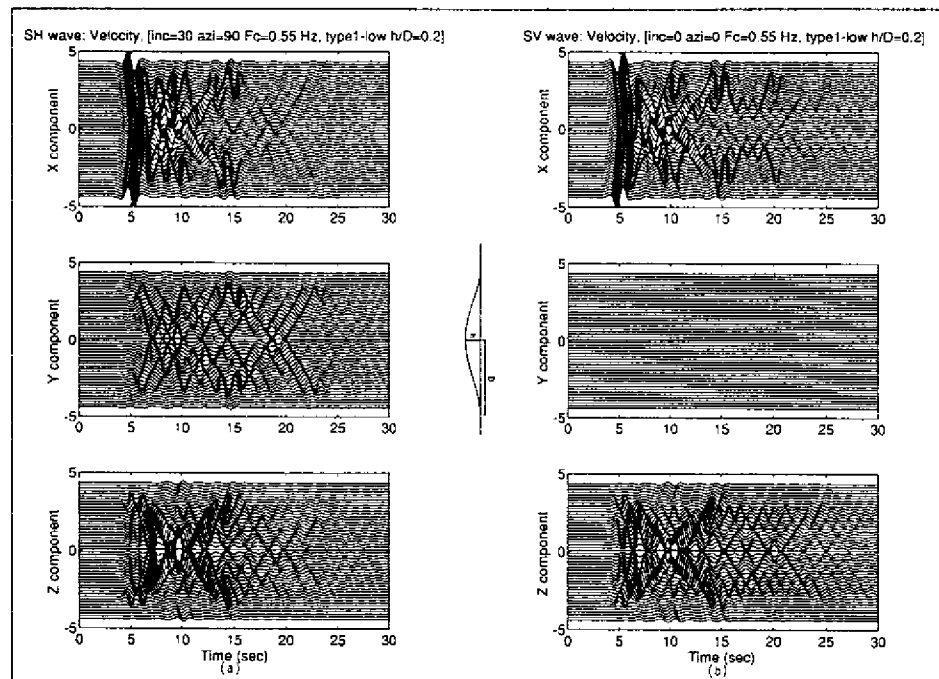 SH wave: Velocity, [inc=30 azi=90 Fc=0.55 Hz, type1-low h/D=0.2]
5
0
-5
X component
0 5 10 15 20 25 30
5
0
-5
Y component
0 5 10 15 20 25 30
5
0
-5
Z component
0 5 10 15 20 25 30
Time (sec)
(a)
h
D
SV wave: Velocity, [inc=0 azi=0 Fc=0.55 Hz, type1-low h/D=0.2]
5
0
-5
X component
0 5 10 15 20 25 30
5
0
-5
Y component
0 5 10 15 20 25 30
5
0
-5
Z component
0 5 10 15 20 25 30
Time (sec)
(b)